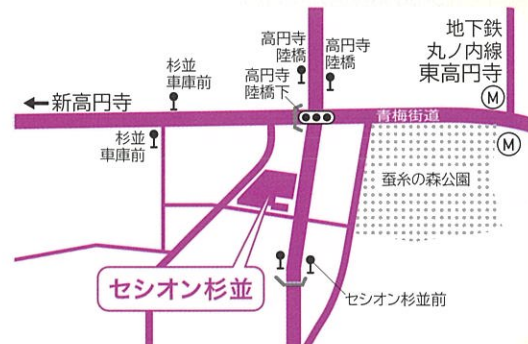 地下鉄
丸ノ内線
東高円寺
M
M
高円寺
陸橋
高円寺
陸橋
高円寺
陸橋下
杉並
車庫前
←新高円寺
青梅街道
杉並
車庫前
蚕糸の森公園
セシオン杉並
セシオン杉並前